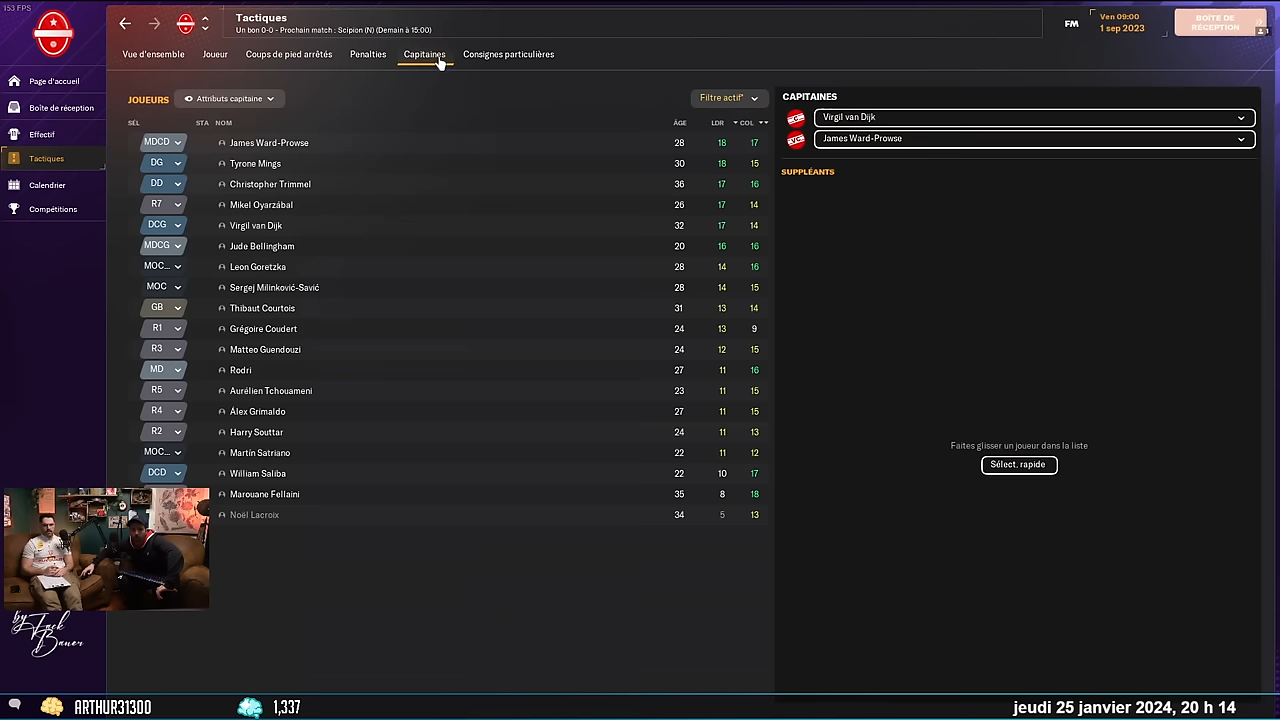 153 FPS
Tactiques
Un bon 0-0 - Prochain match : Scipion (N) (Demain à 15:00)
FM
Ven 09:00
1 sep 2023
BOÎTE DE RÉCEPTION
1
Vue d'ensemble Joueur Coups de pied arrêtés Penalties Capitaines Consignes particulières
Page d'accueil
Boîte de réception
Effectif
Tactiques
Calendrier
Compétitions
JOUEURS Attributs capitaine Filtre actif*
SÉL STA NOM ÂGE LDR COL
MDCD James Ward-Prowse 28 18 17
DG Tyrone Mings 30 18 15
DD Christopher Trimmel 36 17 16
R7 Mikel Oyarzábal 26 17 14
DCG Virgil van Dijk 32 17 14
MDCG Jude Bellingham 20 16 16
MOC... Leon Goretzka 28 14 16
MOC Sergej Milinković-Savić 28 14 15
GB Thibaut Courtois 31 13 14
R1 Grégoire Coudert 24 13 9
R3 Matteo Guendouzi 24 12 15
MD Rodri 27 11 16
R5 Aurélien Tchouameni 23 11 15
R4 Álex Grimaldo 27 11 15
R2 Harry Souttar 24 11 13
MOC... Martín Satriano 22 11 12
DCD William Saliba 22 10 17
Marouane Fellaini 35 8 18
Noël Lacroix 34 5 13
CAPITAINES
C Virgil van Dijk
VC James Ward-Prowse
SUPPLÉANTS
Faites glisser un joueur dans la liste
Sélect. rapide
by Jack Bauer
ARTHUR31300 1,337
jeudi 25 janvier 2024, 20 h 14